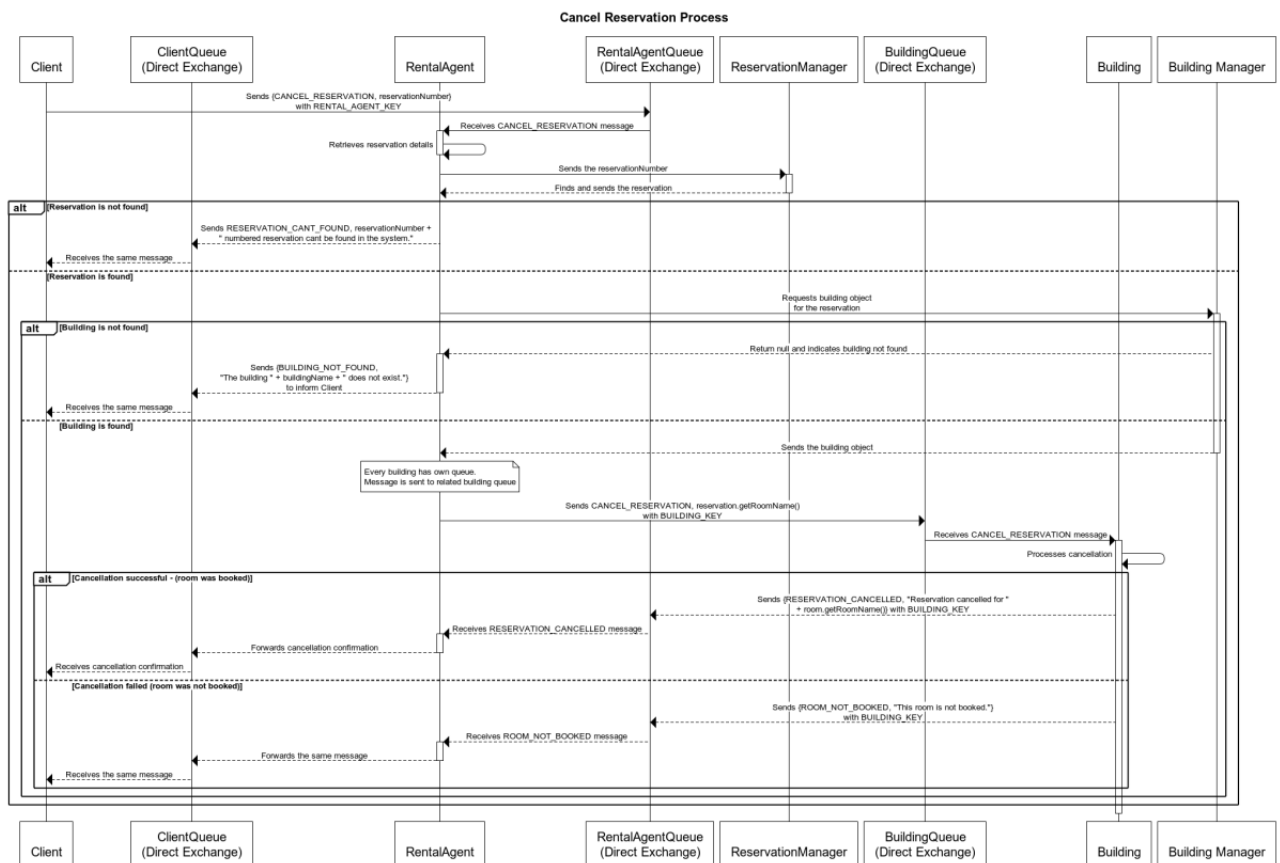 Cancel Reservation Process
Client
ClientQueue
(Direct Exchange)
RentalAgent
RentalAgentQueue
(Direct Exchange)
ReservationManager
BuildingQueue
(Direct Exchange)
Building
Building Manager
Sends {CANCEL_RESERVATION, reservationNumber}
with RENTAL_AGENT_KEY
Receives CANCEL_RESERVATION message
Retrieves reservation details
Sends the reservationNumber
Finds and sends the reservation
alt
[Reservation is not found]
Sends RESERVATION_CANT_FOUND, reservationNumber +
" numbered reservation cant be found in the system."
Receives the same message
[Reservation is found]
Requests building object
for the reservation
alt
[Building is not found]
Return null and indicates building not found
Sends {BUILDING_NOT_FOUND,
"The building " + buildingName + " does not exist."}
to inform Client
Receives the same message
[Building is found]
Sends the building object
Every building has own queue.
Message is sent to related building queue
Sends CANCEL_RESERVATION, reservation.getRoomName()
with BUILDING_KEY
Receives CANCEL_RESERVATION message
Processes cancellation
alt
[Cancellation successful - (room was booked)]
Sends {RESERVATION_CANCELLED, "Reservation cancelled for "
+ room.getRoomName()} with BUILDING_KEY
Receives RESERVATION_CANCELLED message
Forwards cancellation confirmation
Receives cancellation confirmation
[Cancellation failed (room was not booked)]
Sends {ROOM_NOT_BOOKED, "This room is not booked."}
with BUILDING_KEY
Receives ROOM_NOT_BOOKED message
Forwards the same message
Receives the same message
Client
ClientQueue
(Direct Exchange)
RentalAgent
RentalAgentQueue
(Direct Exchange)
ReservationManager
BuildingQueue
(Direct Exchange)
Building
Building Manager